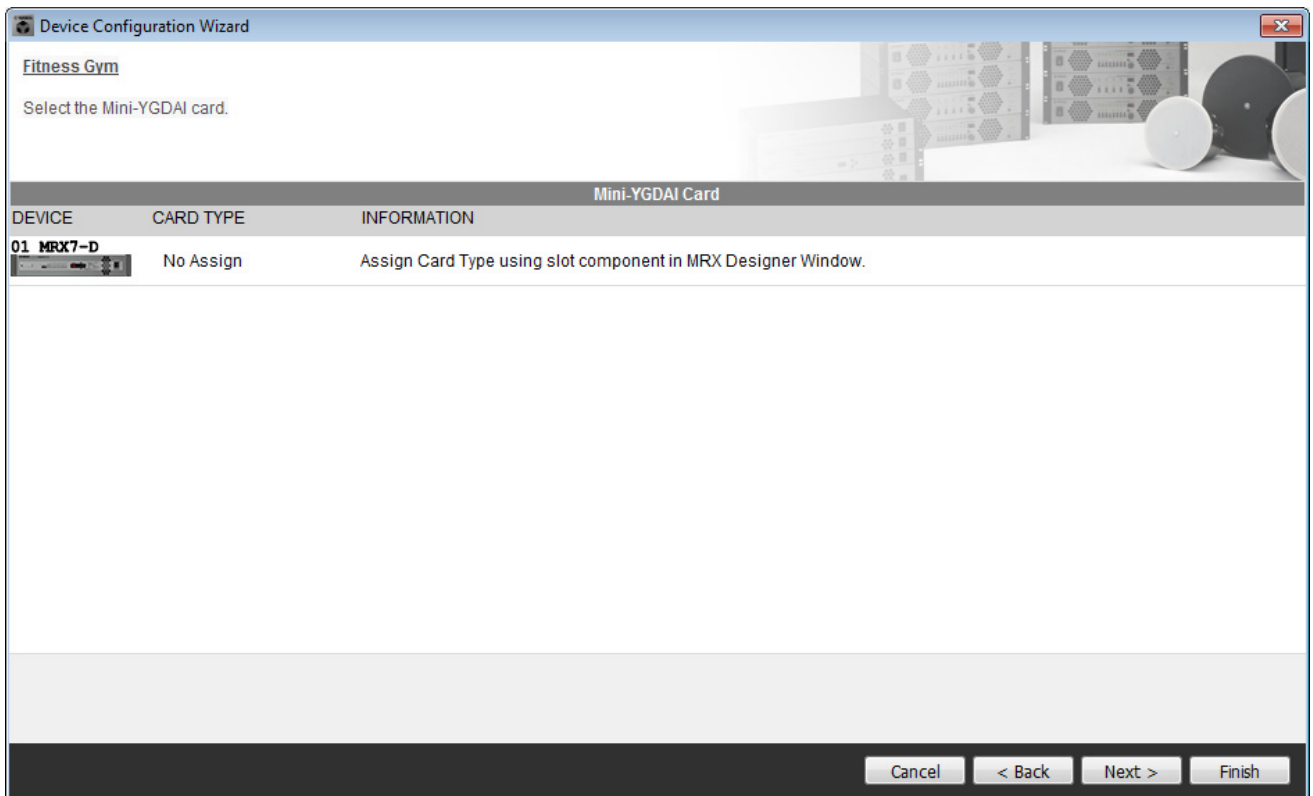 Device Configuration Wizard
Fitness Gym
Select the Mini-YGDAI card.
Mini-YGDAI Card
DEVICE CARD TYPE INFORMATION
01 MRX7-D
No Assign Assign Card Type using slot component in MRX Designer Window.
Cancel < Back Next > Finish